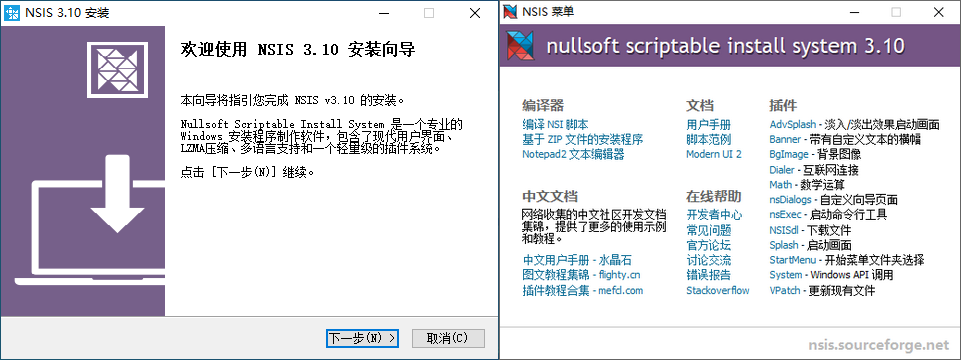 NSIS 3.10 安装
欢迎使用 NSIS 3.10 安装向导
本向导将指引您完成 NSIS v3.10 的安装。
Nullsoft Scriptable Install System 是一个专业的
Windows 安装程序制作软件，包含了现代用户界面、
LZMA压缩、多语言支持和一个轻量级的插件系统。
点击 [下一步(N)] 继续。
下一步(N) >
取消(C)
NSIS 菜单
nullsoft scriptable install system 3.10
编译器
编译 NSI 脚本
基于 ZIP 文件的安装程序
Notepad2 文本编辑器
文档
用户手册
脚本范例
Modern UI 2
插件
AdvSplash - 淡入/淡出效果启动画面
Banner - 带有自定义文本的横幅
BgImage - 背景图像
Dialer - 互联网连接
Math - 数学运算
nsDialogs - 自定义向导页面
nsExec - 启动命令行工具
NSISdl - 下载文件
Splash - 启动画面
StartMenu - 开始菜单文件夹选择
System - Windows API 调用
VPatch - 更新现有文件
中文文档
网络收集的中文社区开发文档
集锦，提供了更多的使用示例
和教程。
中文用户手册 - 水晶石
图文教程集锦 - flighty.cn
插件教程合集 - mefcl.com
在线帮助
开发者中心
常见问题
官方论坛
讨论交流
错误报告
Stackoverflow
nsis.sourceforge.net